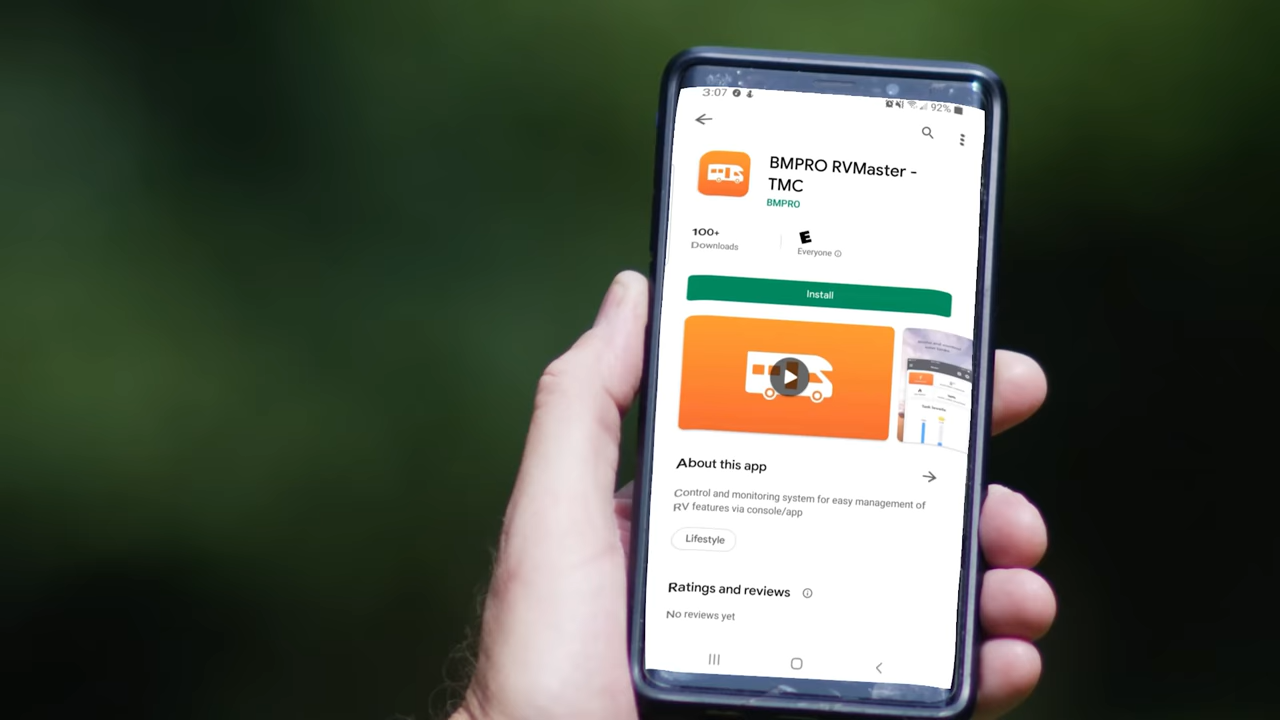 3:07
92%
BMPRO RVMaster -
TMC
BMPRO
100+
Downloads
E
Everyone
Install
About this app
Control and monitoring system for easy management of
RV features via console/app
Lifestyle
Ratings and reviews
No reviews yet